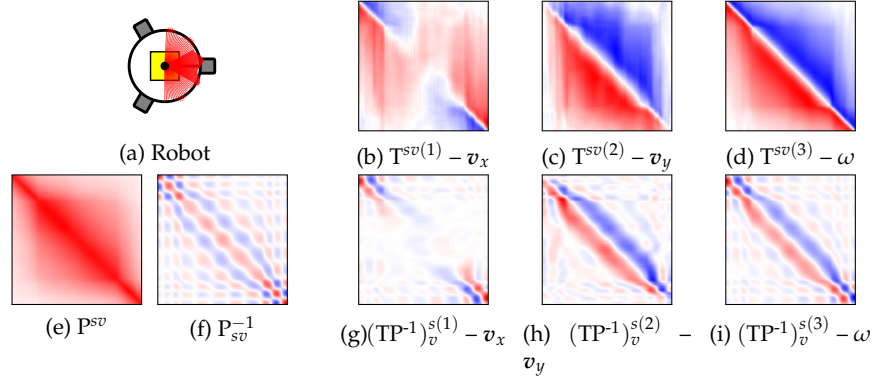 (a) Robot
(b) T^{sv(1)} – v_x
(c) T^{sv(2)} – v_y
(d) T^{sv(3)} – ω
(e) P^{sv}
(f) P_{sv}^{-1}
(g)(TP^{-1})_v^{s(1)} – v_x
(h) (TP^{-1})_v^{s(2)} –
v_y
(i) (TP^{-1})_v^{s(3)} – ω